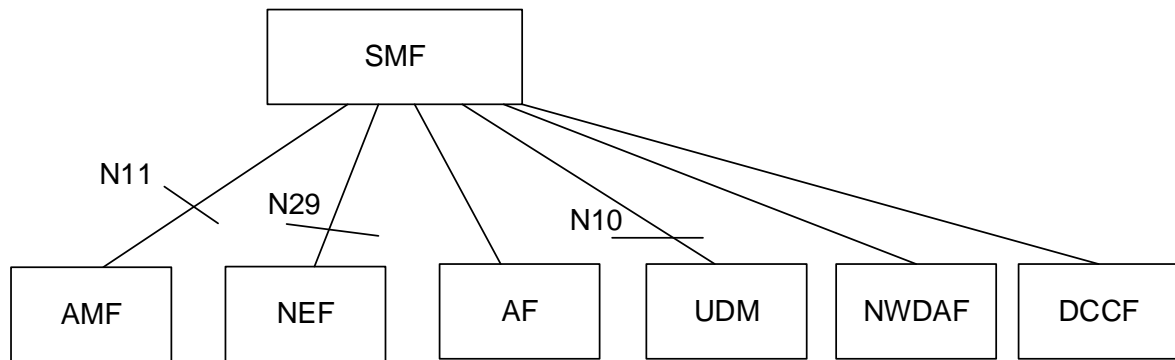 SMF
N11
N29
N10
AMF
NEF
AF
UDM
NWDAF
DCCF